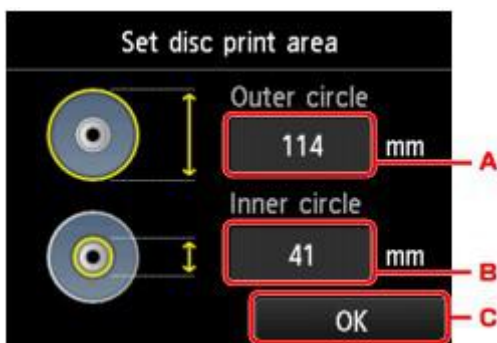 Set disc print area
Outer circle
114 mm
A
Inner circle
41 mm
B
OK
C